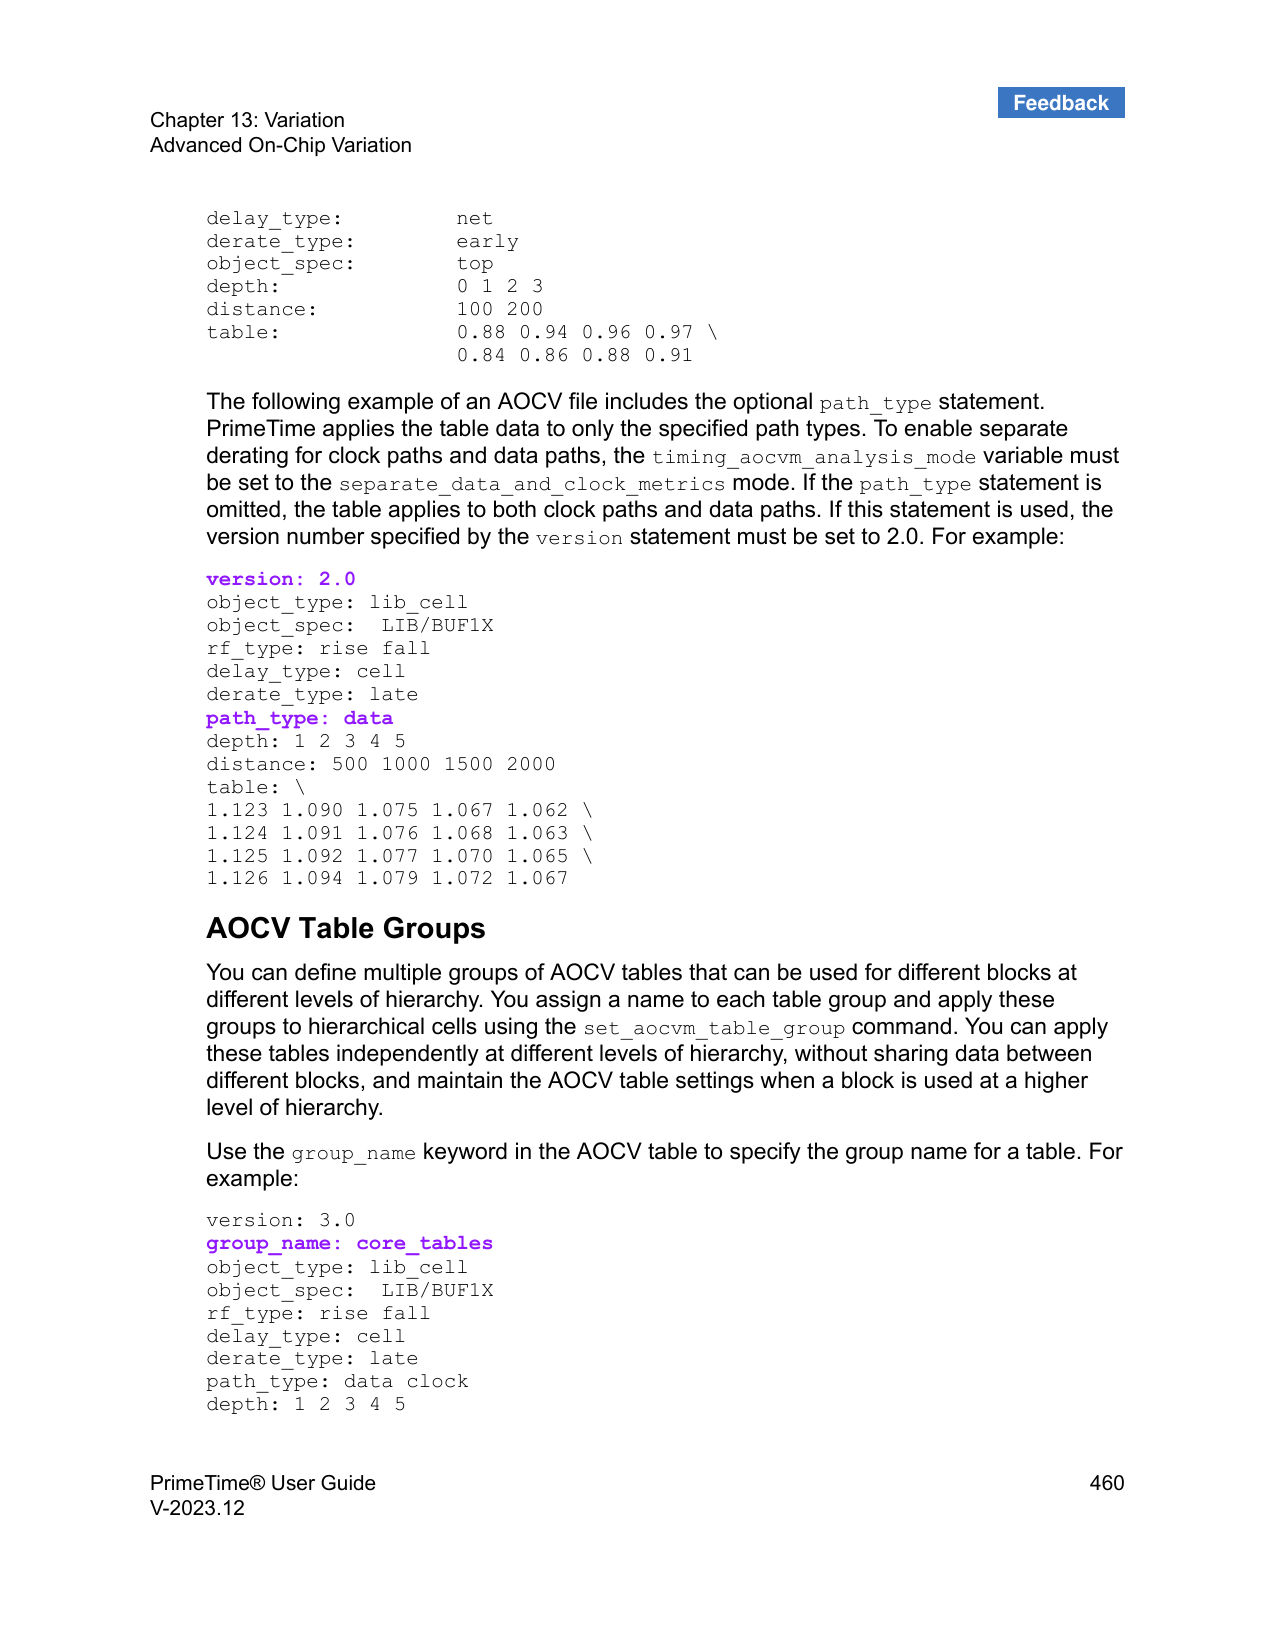 Feedback
Chapter 13: Variation
Advanced On-Chip Variation
delay_type: net
derate_type: early
object_spec: top
depth: 0 1 2 3
distance: 100 200
table: 0.88 0.94 0.96 0.97 \
0.84 0.86 0.88 0.91
The following example of an AOCV file includes the optional path_type statement.
PrimeTime applies the table data to only the specified path types. To enable separate
derating for clock paths and data paths, the timing_aocvm_analysis_mode variable must
be set to the separate_data_and_clock_metrics mode. If the path_type statement is
omitted, the table applies to both clock paths and data paths. If this statement is used, the
version number specified by the version statement must be set to 2.0. For example:
version: 2.0
object_type: lib_cell
object_spec:  LIB/BUF1X
rf_type: rise fall
delay_type: cell
derate_type: late
path_type: data
depth: 1 2 3 4 5
distance: 500 1000 1500 2000
table: \
1.123 1.090 1.075 1.067 1.062 \
1.124 1.091 1.076 1.068 1.063 \
1.125 1.092 1.077 1.070 1.065 \
1.126 1.094 1.079 1.072 1.067
AOCV Table Groups
You can define multiple groups of AOCV tables that can be used for different blocks at
different levels of hierarchy. You assign a name to each table group and apply these
groups to hierarchical cells using the set_aocvm_table_group command. You can apply
these tables independently at different levels of hierarchy, without sharing data between
different blocks, and maintain the AOCV table settings when a block is used at a higher
level of hierarchy.
Use the group_name keyword in the AOCV table to specify the group name for a table. For
example:
version: 3.0
group_name: core_tables
object_type: lib_cell
object_spec:  LIB/BUF1X
rf_type: rise fall
delay_type: cell
derate_type: late
path_type: data clock
depth: 1 2 3 4 5
PrimeTime® User Guide 460
V-2023.12